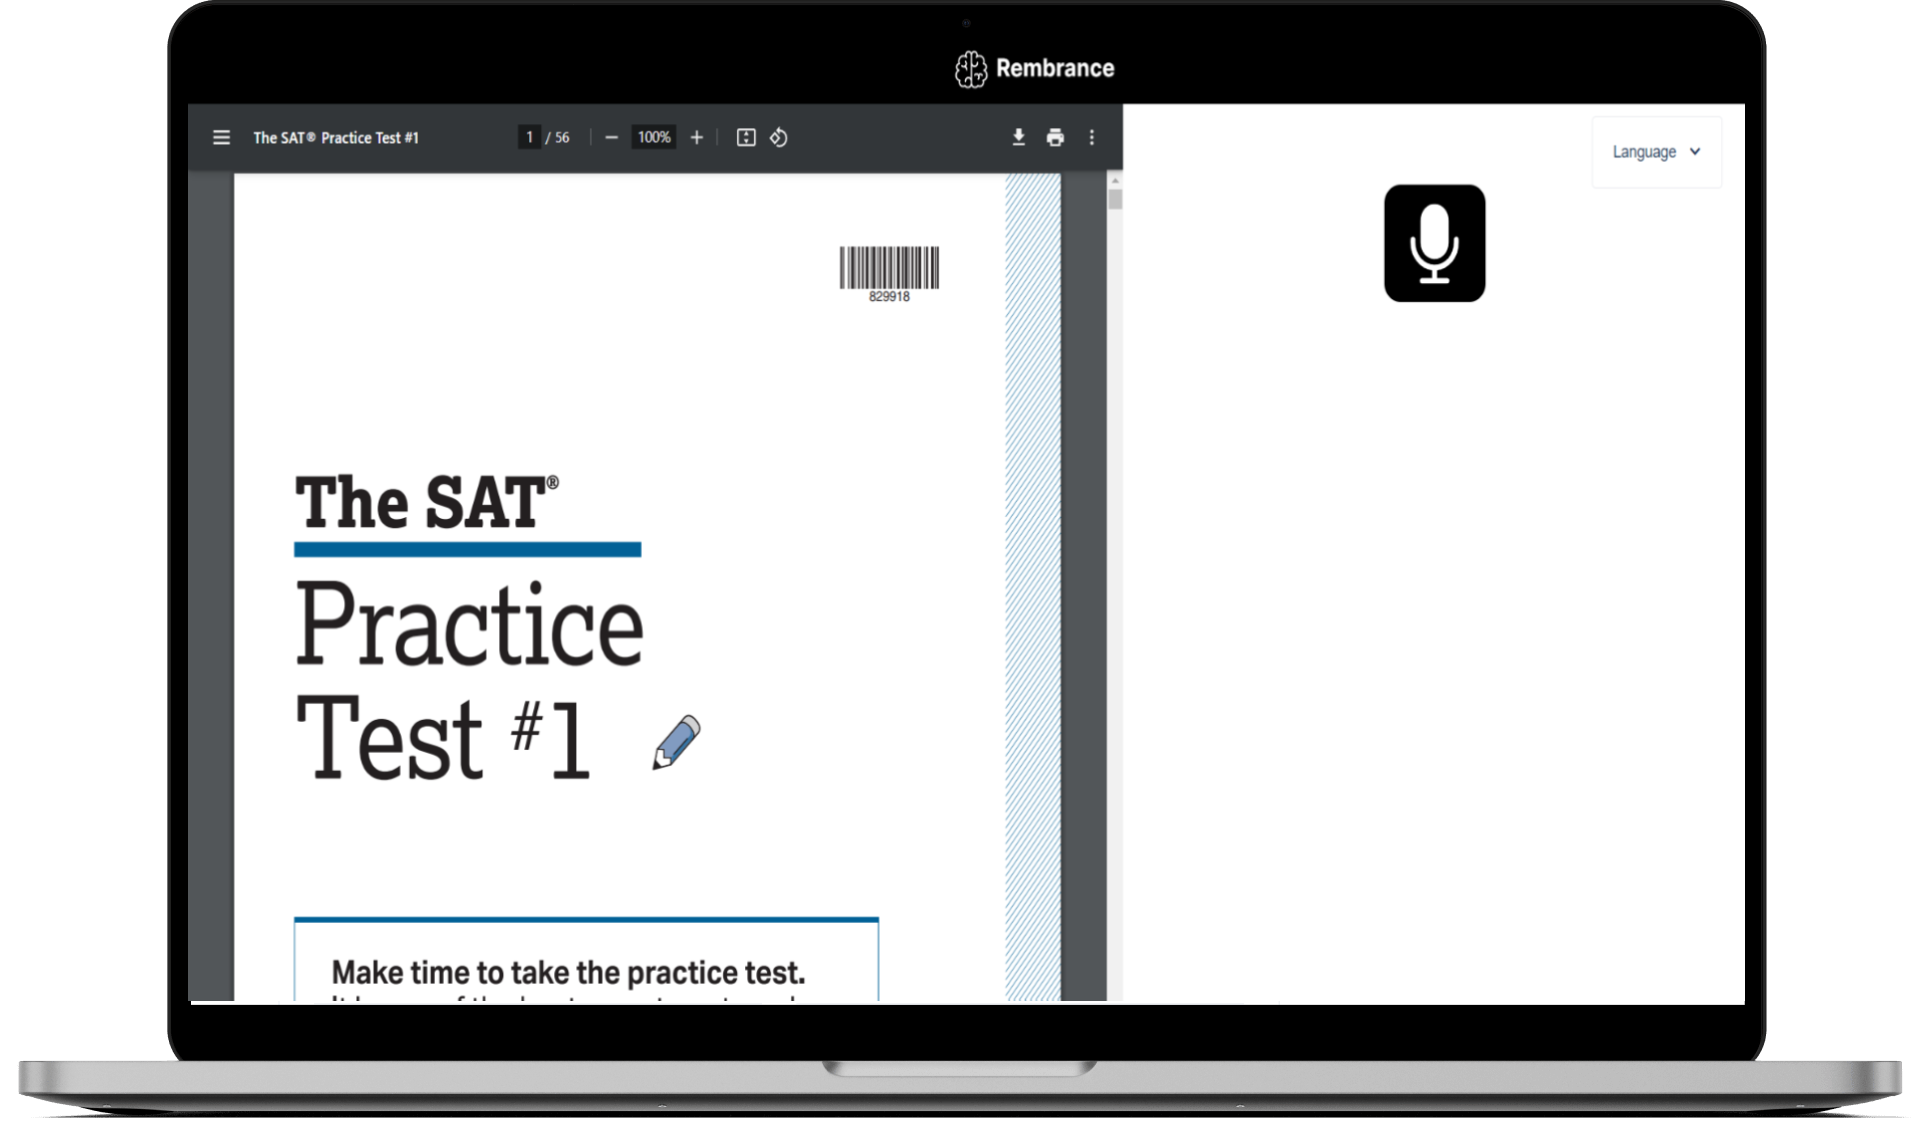 Rembrance
The SAT® Practice Test #1
1 / 56
100%
Language
829918
The SAT®
Practice
Test #1
Make time to take the practice test.